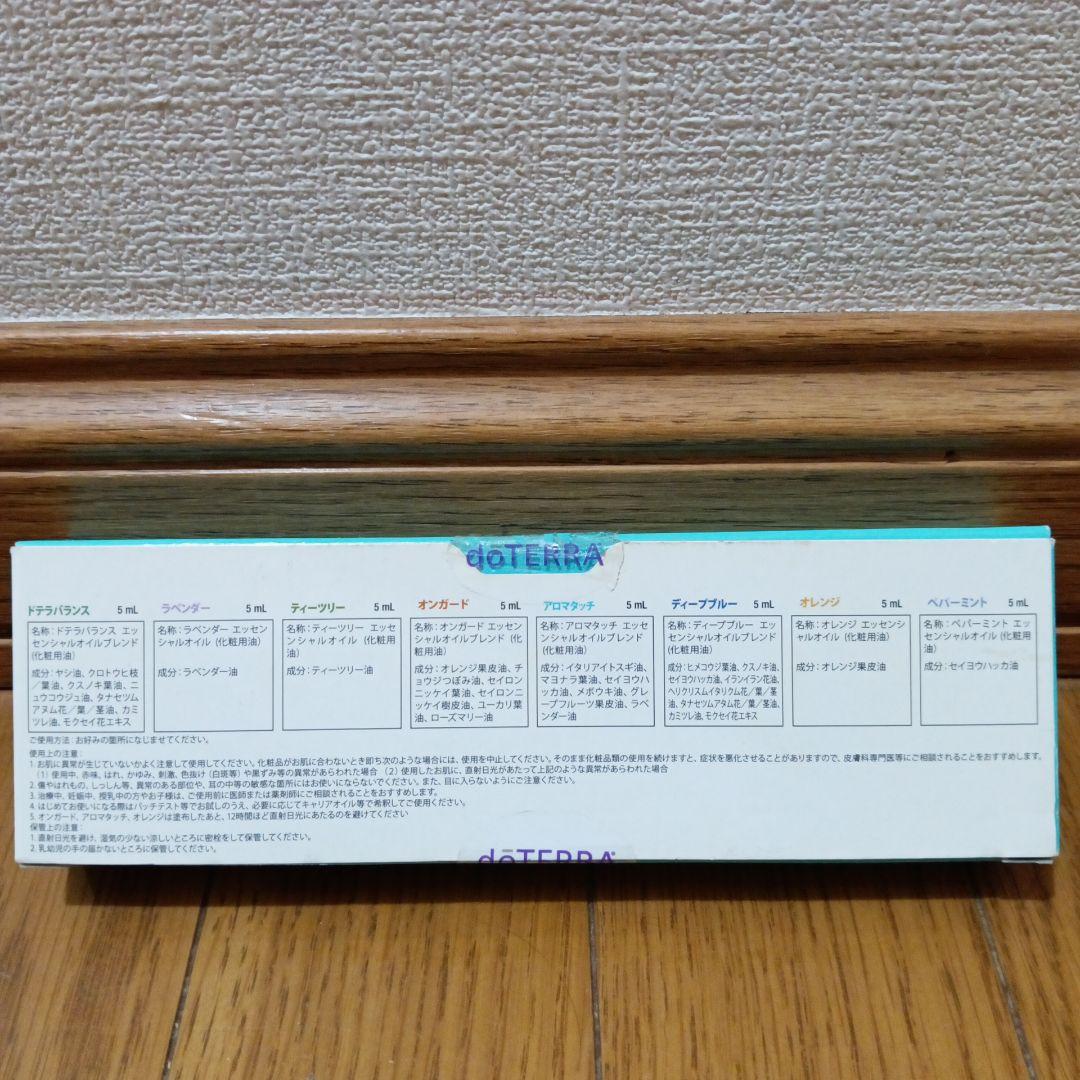 doTERRA
ドテラバランス 5 mL
名称：ドテラバランス エッ
センシャルオイルブレンド
(化粧用油)
成分：ヤシ油、クロトウヒ枝
／葉油、クスノキ葉油、ニ
ュウコウジュ油、タナセツム
アヌム花／葉／茎油、カミ
ツレ油、モクセイ花エキス
ラベンダー 5 mL
名称：ラベンダー エッセン
シャルオイル (化粧用油)
成分：ラベンダー油
ティーツリー 5 mL
名称：ティーツリー エッセ
ンシャルオイル (化粧用
油)
成分：ティーツリー油
オンガード 5 mL
名称：オンガード エッセン
シャルオイルブレンド (化
粧用油)
成分：オレンジ果皮油、チ
ョウジつぼみ油、セイロン
ニッケイ葉油、セイロンニ
ッケイ樹皮油、ユーカリ葉
油、ローズマリー油
アロマタッチ 5 mL
名称：アロマタッチ エッセ
ンシャルオイルブレンド
(化粧用油)
成分：イタリアイトスギ油、
マヨナラ葉油、セイヨウハ
ッカ油、メボウキ油、グレ
ープフルーツ果皮油、ラベ
ンダー油
ディープブルー 5 mL
名称：ディープブルー エッ
センシャルオイルブレンド
(化粧用油)
成分：ヒメコウジ葉油、クスノキ油、
セイヨウハッカ油、イランイラン花油、
ヘリクリスムイタリクム花／葉／茎
油、タナセツムアタム花／葉／茎油、
カミツレ油、モクセイ花エキス
オレンジ 5 mL
名称：オレンジ エッセンシ
ャルオイル (化粧用油)
成分：オレンジ果皮油
ペパーミント 5 mL
名称：ペパーミント エッ
センシャルオイル (化粧用
油)
成分：セイヨウハッカ油
ご使用方法：お好みの箇所になじませてください。
使用上の注意：
1. お肌に異常が生じていないかよく注意して使用してください。化粧品がお肌に合わないとき即ち次のような場合には、使用を中止してください。そのまま化粧品類の使用を続けますと、症状を悪化させることがありますので、皮膚科専門医等にご相談されることをおすすめします。
(1) 使用中、赤味、はれ、かゆみ、刺激、色抜け (白斑等) や黒ずみ等の異常があらわれた場合 (2) 使用したお肌に、直射日光があたって上記のような異常があらわれた場合
2. 傷やはれもの、しっしん等、異常のある部位や、耳の中等の敏感な箇所にはお使いにならないでください。また、目に入らないようにご注意ください。
3. 治療中、妊娠中、授乳中の方やお子様は、ご使用前に医師または薬剤師にご相談されることをおすすめします。
4. はじめてお使いになる際はパッチテスト等でお試しのうえ、必要に応じてキャリアオイル等で希釈してご使用ください。
5. オンガード、アロマタッチ、オレンジは塗布したあと、12時間ほど直射日光にあたるのを避けてください
保管上の注意：
1. 直射日光を避け、湿気の少ない涼しいところに密栓をして保管してください。
2. 乳幼児の手の届かないところに保管してください。
dōTERRA